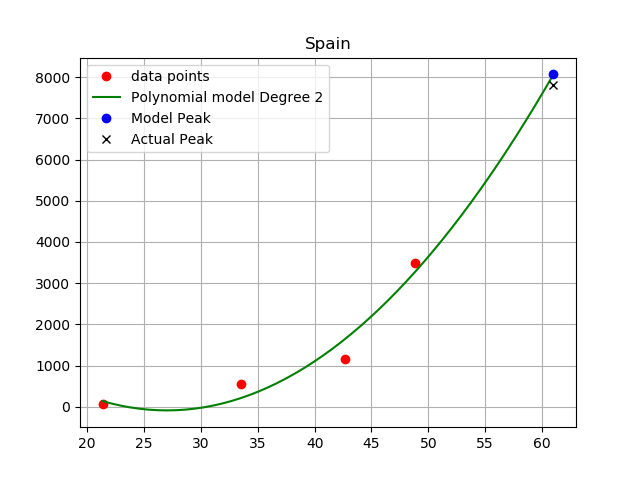 Spain
data points
Polynomial model Degree 2
Model Peak
Actual Peak
8000
7000
6000
5000
4000
3000
2000
1000
0
20 25 30 35 40 45 50 55 60